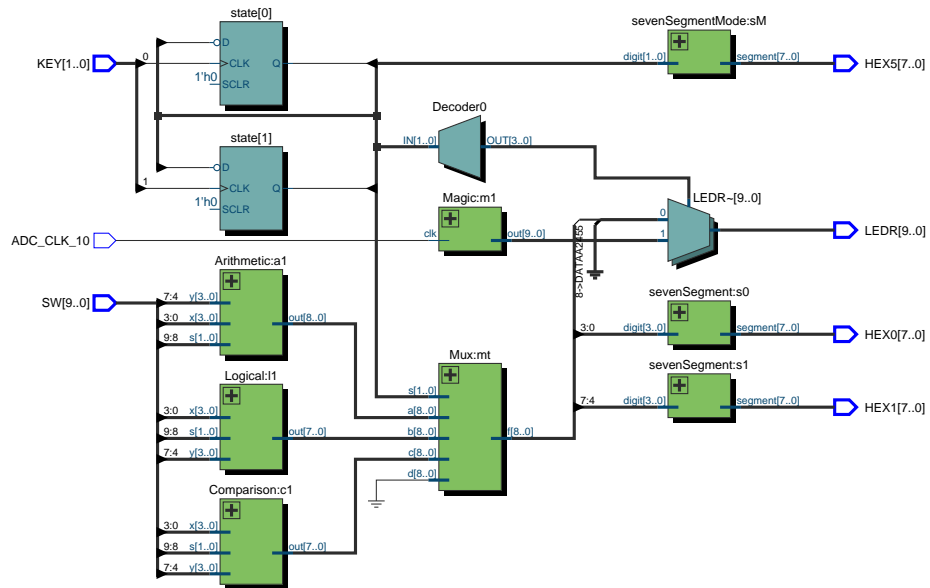 state[0]
sevenSegmentMode:sM
KEY[1..0]
0
D
CLK
Q
1'h0
SCLR
digit[1..0]
segment[7..0]
HEX5[7..0]
Decoder0
state[1]
IN[1..0]
OUT[3..0]
D
1
CLK
Q
1'h0
SCLR
Magic:m1
LEDR~[9..0]
0
ADC_CLK_10
clk
out[9..0]
1
LEDR[9..0]
8->DATAA2455
Arithmetic:a1
SW[9..0]
7:4
y[3..0]
3:0
x[3..0]
out[8..0]
9:8
s[1..0]
sevenSegment:s0
3:0
digit[3..0]
segment[7..0]
HEX0[7..0]
Mux:mt
sevenSegment:s1
Logical:l1
s[1..0]
7:4
digit[3..0]
segment[7..0]
HEX1[7..0]
3:0
x[3..0]
a[8..0]
9:8
s[1..0]
out[7..0]
b[8..0]
f[8..0]
7:4
y[3..0]
c[8..0]
d[8..0]
Comparison:c1
3:0
x[3..0]
9:8
s[1..0]
out[7..0]
7:4
y[3..0]